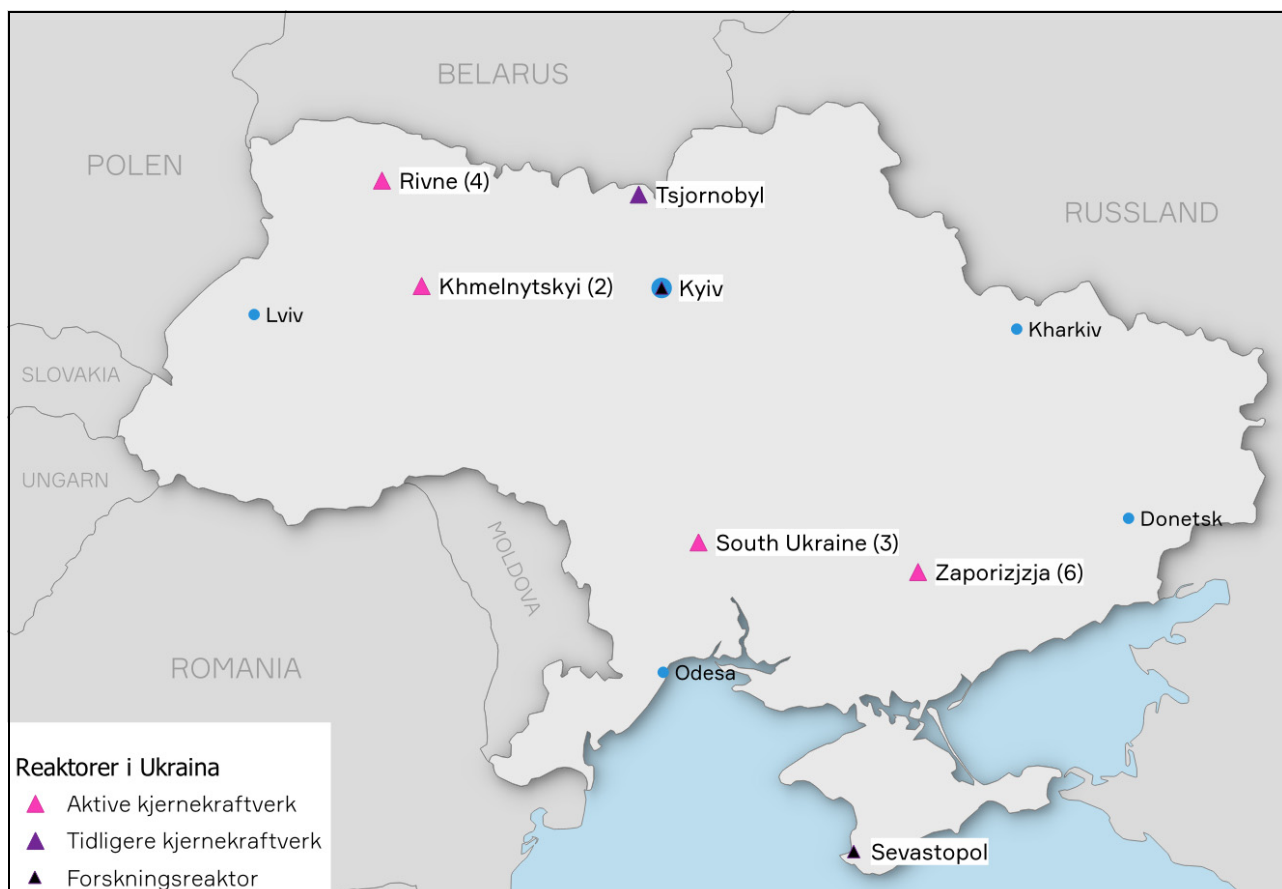 BELARUS
POLEN
Rivne (4)
Tsjornobyl
RUSSLAND
Khmelnytskyi (2)
Kyiv
Lviv
Kharkiv
SLOVAKIA
UNGARN
Donetsk
MOLDOVA
South Ukraine (3)
Zaporizjzja (6)
ROMANIA
Odesa
Reaktorer i Ukraina
Aktive kjernekraftverk
Tidligere kjernekraftverk
Forskningsreaktor
Sevastopol